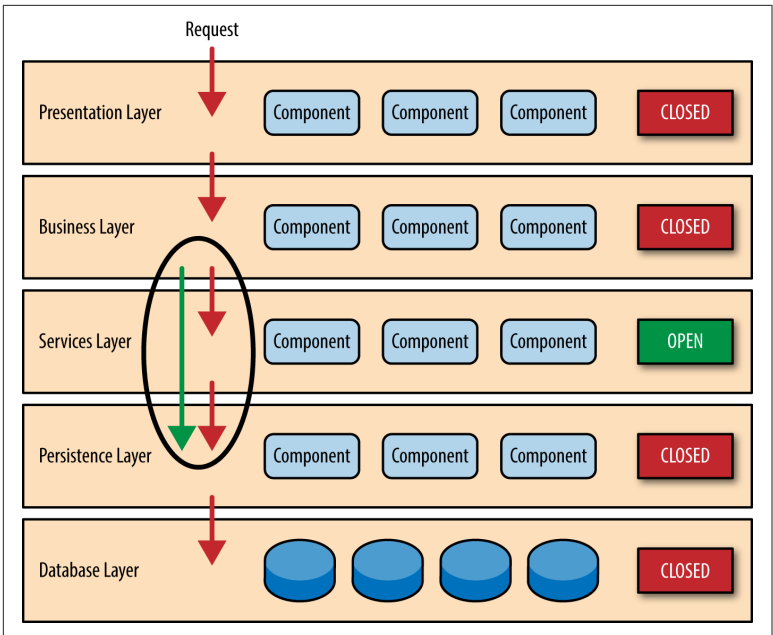 Request
Presentation Layer Component Component Component CLOSED
Business Layer Component Component Component CLOSED
Services Layer Component Component Component OPEN
Persistence Layer Component Component Component CLOSED
Database Layer CLOSED